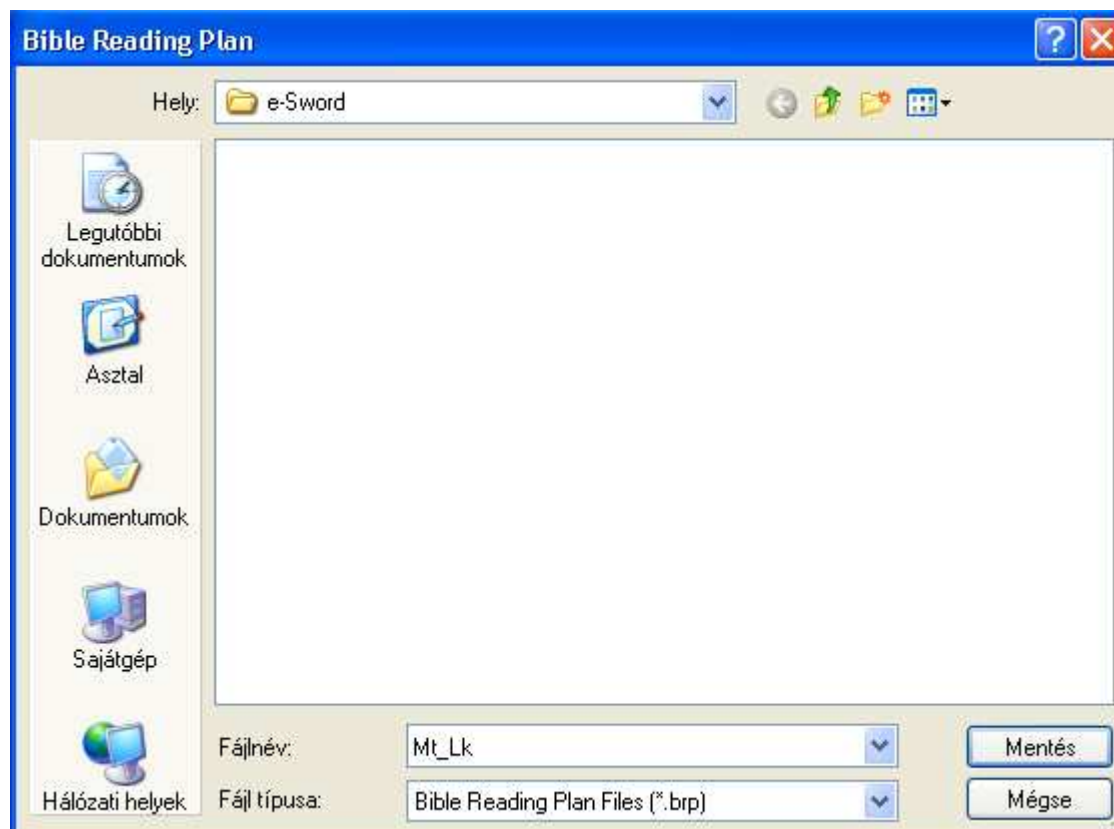 Bible Reading Plan
Hely:
e-Sword
Legutóbbi
dokumentumok
Asztal
Dokumentumok
Sajátgép
Hálózati helyek
Fájlnév:
Mt_Lk
Mentés
Fájl típusa:
Bible Reading Plan Files (*.brp)
Mégse